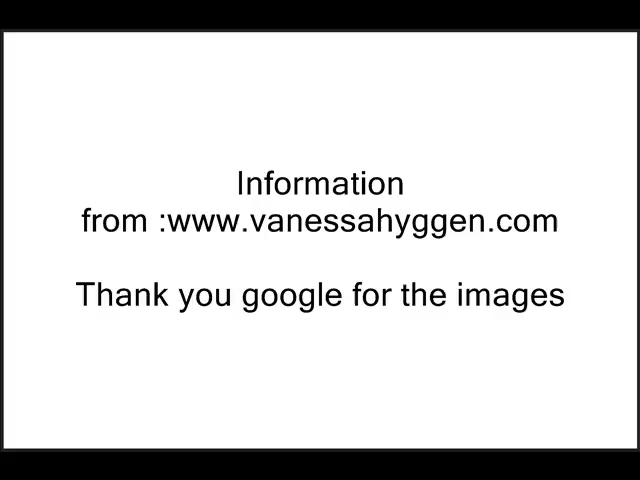 Information
from :www.vanessahyggen.com
Thank you google for the images